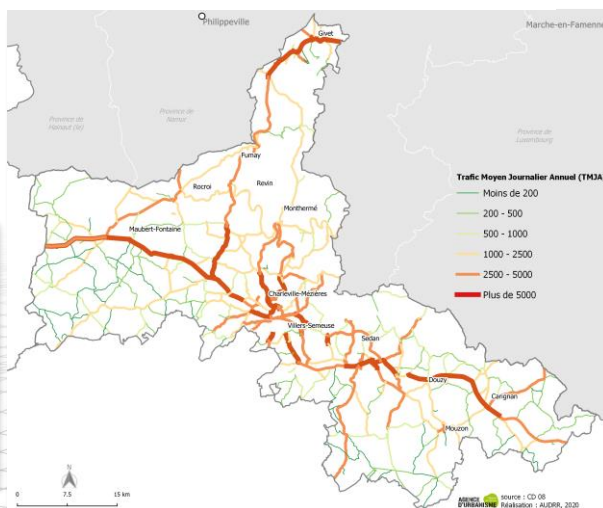 Philippeville
Marche-en-Famenne
Givet
Province de
Hainaut (le)
Province de
Namur
Province de
Luxembourg
Fumay
Rocroi
Revin
Monthermé
Maubert-Fontaine
Charleville-Mézières
Villers-Semeuse
Sedan
Douzy
Carignan
Mouzon
Trafic Moyen Journalier Annuel (TMJA
Moins de 200
200 - 500
500 - 1000
1000 - 2500
2500 - 5000
Plus de 5000
N
0 7.5 15 km
AGENCE
D'URBANISME
source : CD 08
Réalisation : AUDRR, 2020